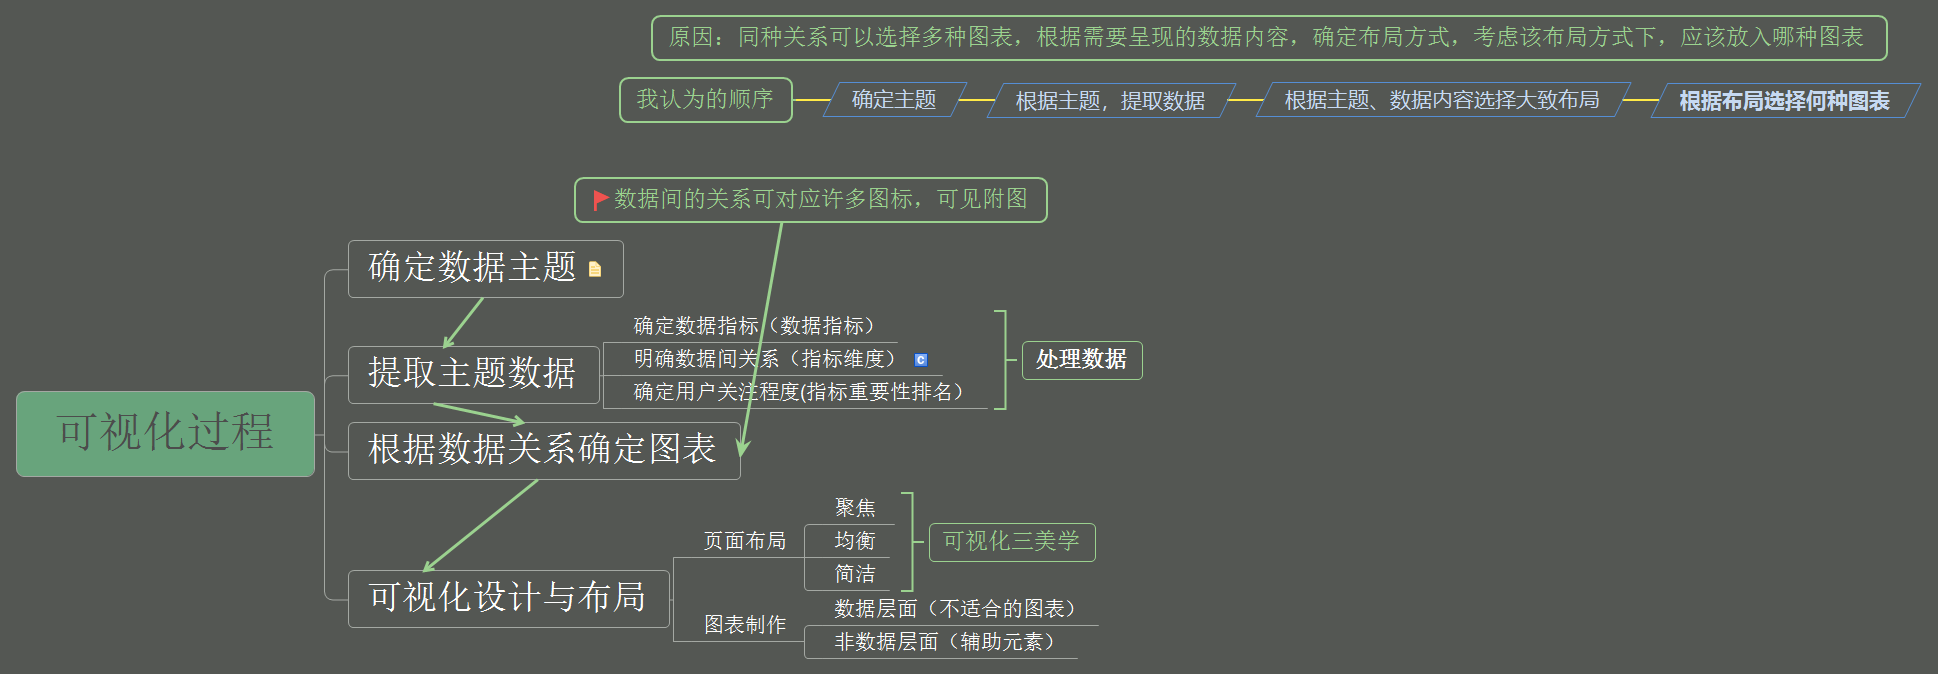 原因：同种关系可以选择多种图表，根据需要呈现的数据内容，确定布局方式，考虑该布局方式下，应该放入哪种图表
我认为的顺序
确定主题
根据主题，提取数据
根据主题、数据内容选择大致布局
根据布局选择何种图表
数据间的关系可对应许多图标，可见附图
确定数据主题
确定数据指标（数据指标）
明确数据间关系（指标维度）
C
确定用户关注程度(指标重要性排名）
处理数据
提取主题数据
可视化过程
根据数据关系确定图表
聚焦
页面布局
均衡
可视化三美学
简洁
可视化设计与布局
数据层面（不适合的图表）
图表制作
非数据层面（辅助元素）